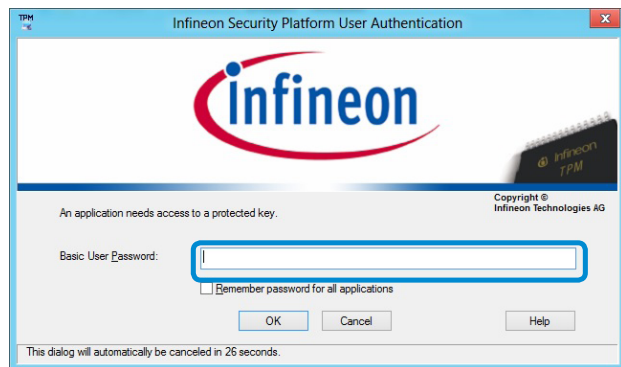 TPM
Infineon Security Platform User Authentication
X
infineon
infineon
TPM
Copyright ©
Infineon Technologies AG
An application needs access to a protected key.
Basic User Password:
Remember password for all applications
OK Cancel Help
This dialog will automatically be canceled in 26 seconds.